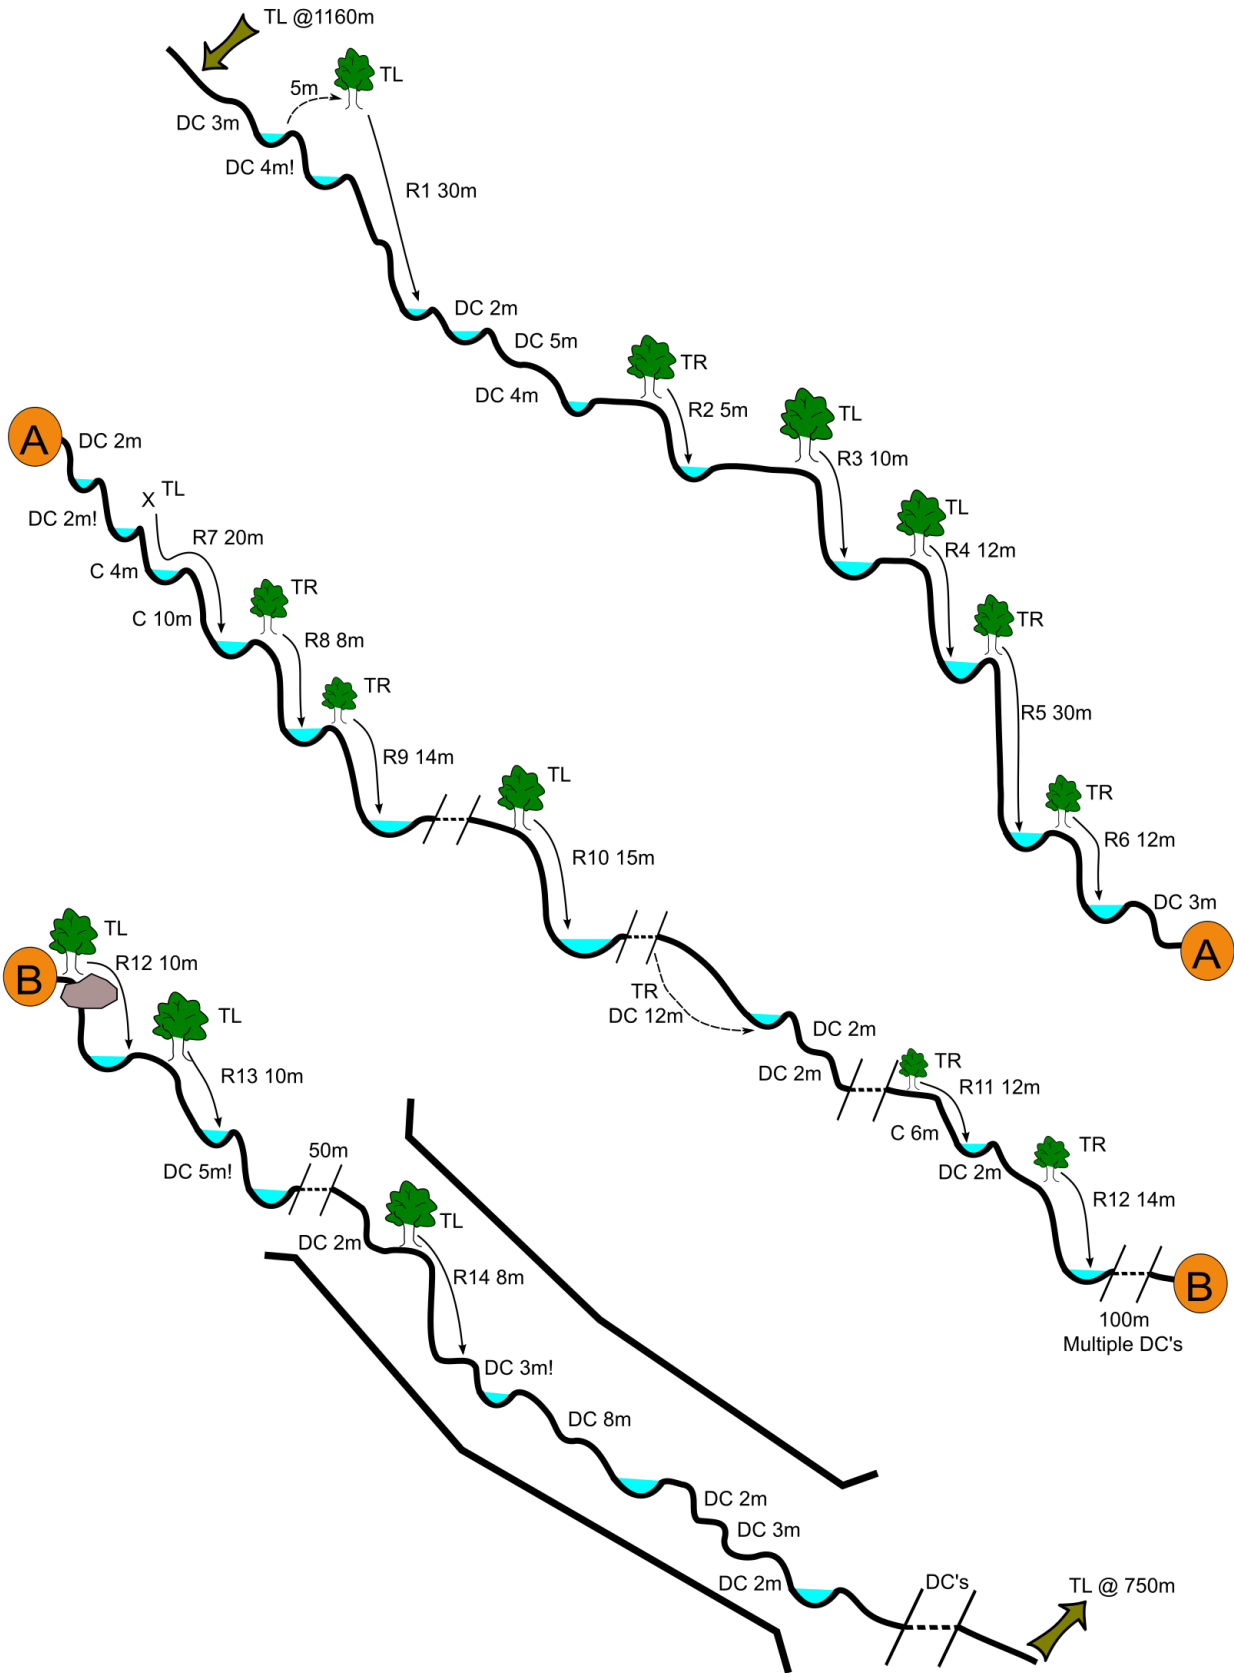 TL @1160m
5m
TL
DC 3m
DC 4m!
R1 30m
DC 2m
DC 5m
DC 4m
TR
R2 5m
TL
R3 10m
TL
R4 12m
TR
R5 30m
TR
R6 12m
DC 3m
A
A
DC 2m
DC 2m!
TL
X
R7 20m
C 4m
C 10m
TR
R8 8m
TR
R9 14m
TL
R10 15m
TR
DC 12m
DC 2m
DC 2m
TR
R11 12m
C 6m
DC 2m
TR
R12 14m
100m
Multiple DC's
B
B
TL
R12 10m
TL
R13 10m
DC 5m!
50m
DC 2m
TL
R14 8m
DC 3m!
DC 8m
DC 2m
DC 3m
DC 2m
DC's
TL @ 750m